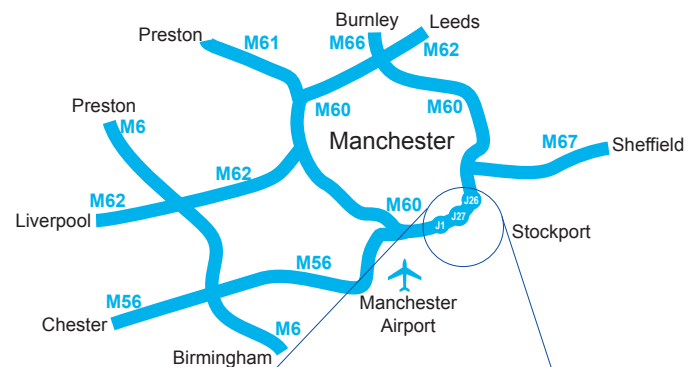 Burnley
Leeds
Preston
M61
M66
M62
Preston
M6
M60
M60
Manchester
M67
Sheffield
M62
M62
Liverpool
M60
J26
J27
J1
Stockport
M56
M56
Chester
Manchester
Airport
M6
Birmingham